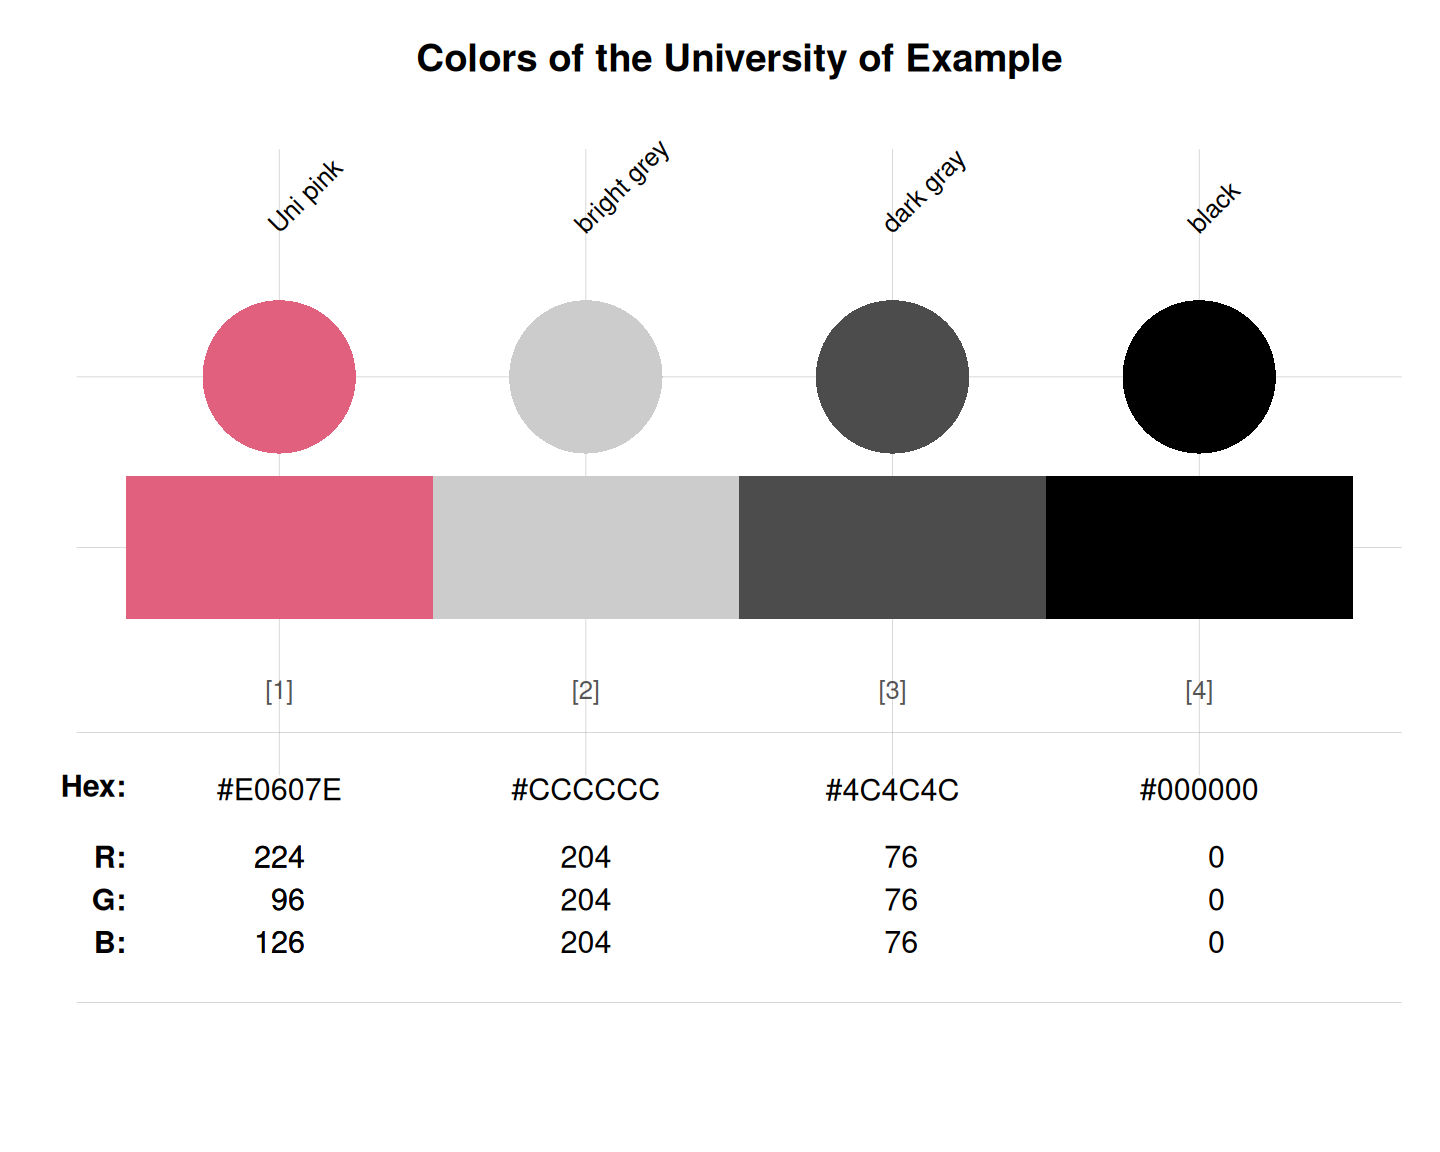 Colors of the University of Example
Uni pink bright grey dark gray black
[1] [2] [3] [4]
Hex: #E0607E #CCCCCC #4C4C4C #000000
R: 224 204 76 0
G: 96 204 76 0
B: 126 204 76 0